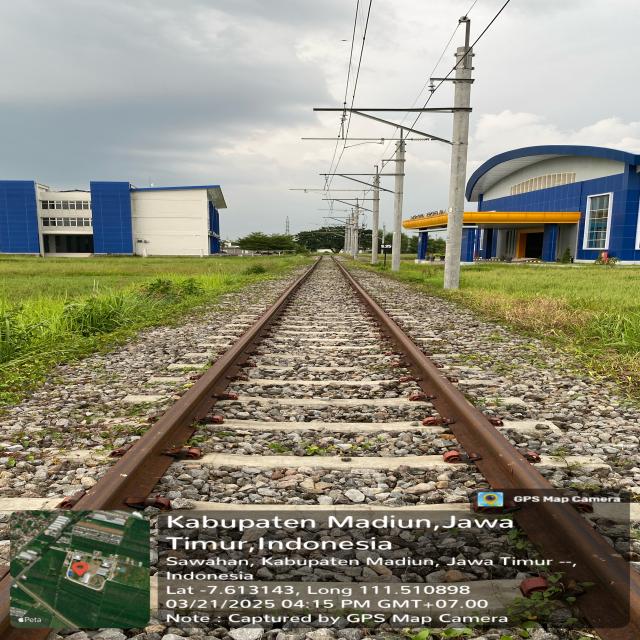 GPS Map Camera
Kabupaten Madiun,Jawa
Timur,Indonesia
Sawahan, Kabupaten Madiun, Jawa Timur --,
Indonesia
Lat -7.613143, Long 111.510898
03/21/2025 04:15 PM GMT+07.00
Note : Captured by GPS Map Camera
Peta